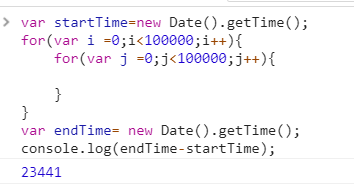 > var startTime=new Date().getTime();
for(var i =0;i<100000;i++){
for(var j =0;j<100000;j++){
}
}
var endTime= new Date().getTime();
console.log(endTime-startTime);
23441